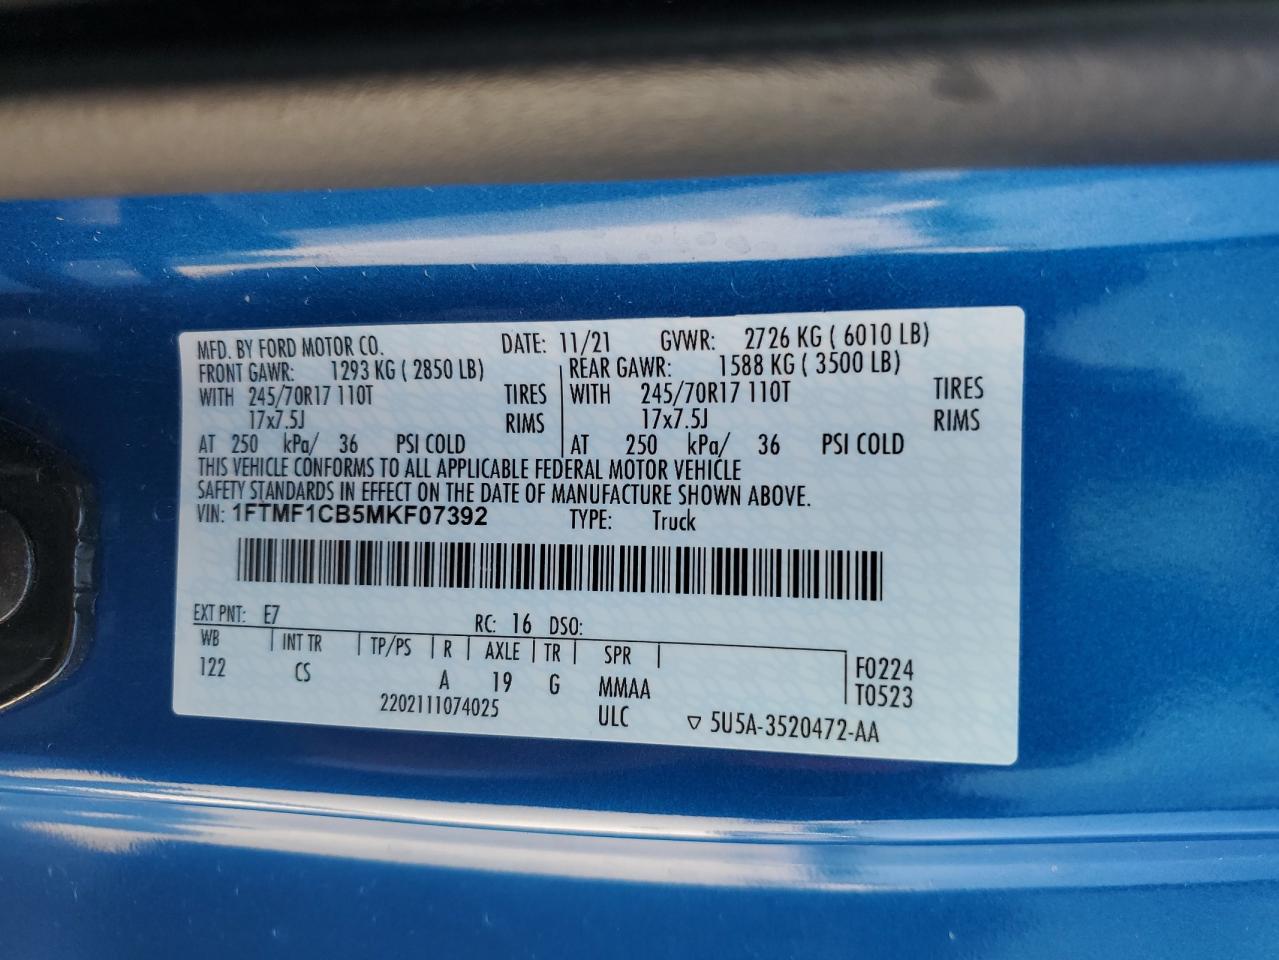 MFD. BY FORD MOTOR CO. DATE: 11/21 GVWR: 2726 KG ( 6010 LB)
FRONT GAWR: 1293 KG ( 2850 LB) REAR GAWR: 1588 KG ( 3500 LB)
WITH 245/70R17 110T TIRES WITH 245/70R17 110T TIRES
17x7.5J RIMS 17x7.5J RIMS
AT 250 kPa/ 36 PSI COLD AT 250 kPa/ 36 PSI COLD
THIS VEHICLE CONFORMS TO ALL APPLICABLE FEDERAL MOTOR VEHICLE
SAFETY STANDARDS IN EFFECT ON THE DATE OF MANUFACTURE SHOWN ABOVE.
VIN: 1FTMF1CB5MKF07392 TYPE: Truck
EXT PNT: E7 RC: 16 DSO:
WB INT TR TP/PS R AXLE TR SPR F0224
122 CS A 19 G MMAA T0523
2202111074025 ULC ▽ 5U5A-3520472-AA